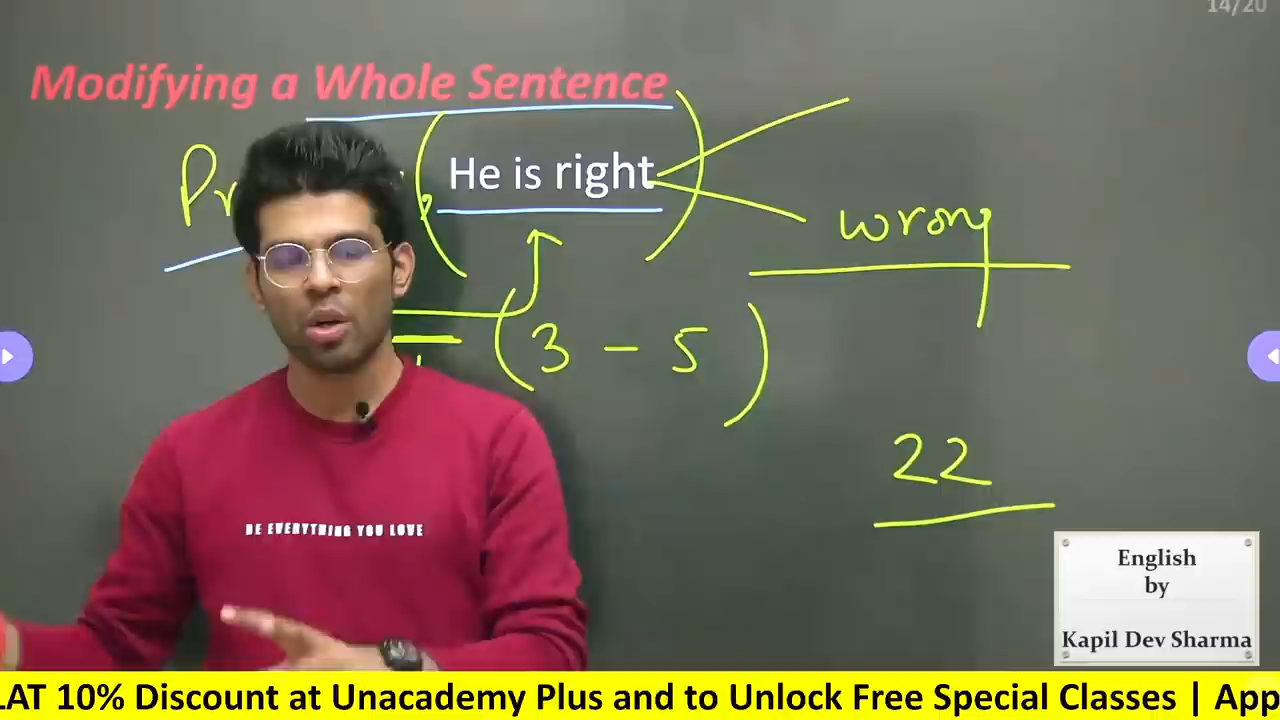 14/20
Modifying a Whole Sentence
He is right
wrong
(3 - 5)
22
BE EVERYTHING YOU LOVE
English
by
Kapil Dev Sharma
LAT 10% Discount at Unacademy Plus and to Unlock Free Special Classes | App